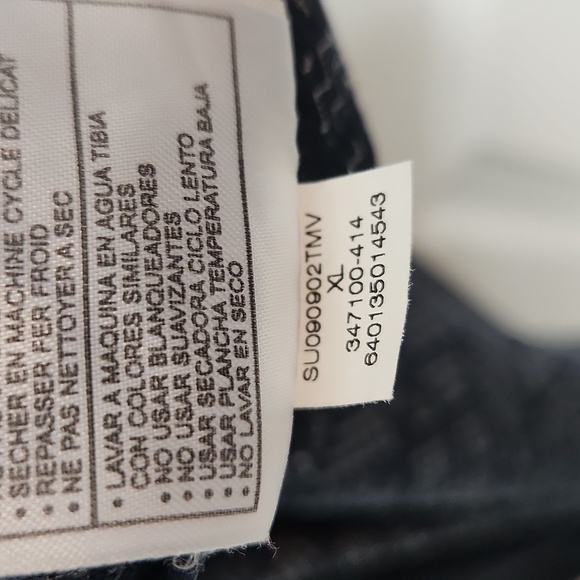 SECHER EN MACHINE CYCLE DELICAT
• REPASSER FER FROID
• NE PAS NETTOYER A SEC
• LAVAR A MAQUINA EN AGUA TIBIA
CON COLORES SIMILARES
• NO USAR BLANQUEADORES
• NO USAR SUAVIZANTES
• USAR SECADORA CICLO LENTO
• USAR PLANCHA TEMPERATURA BAJA
• NO LAVAR EN SECO
SU090902TMV
XL
347100-414
640135014543